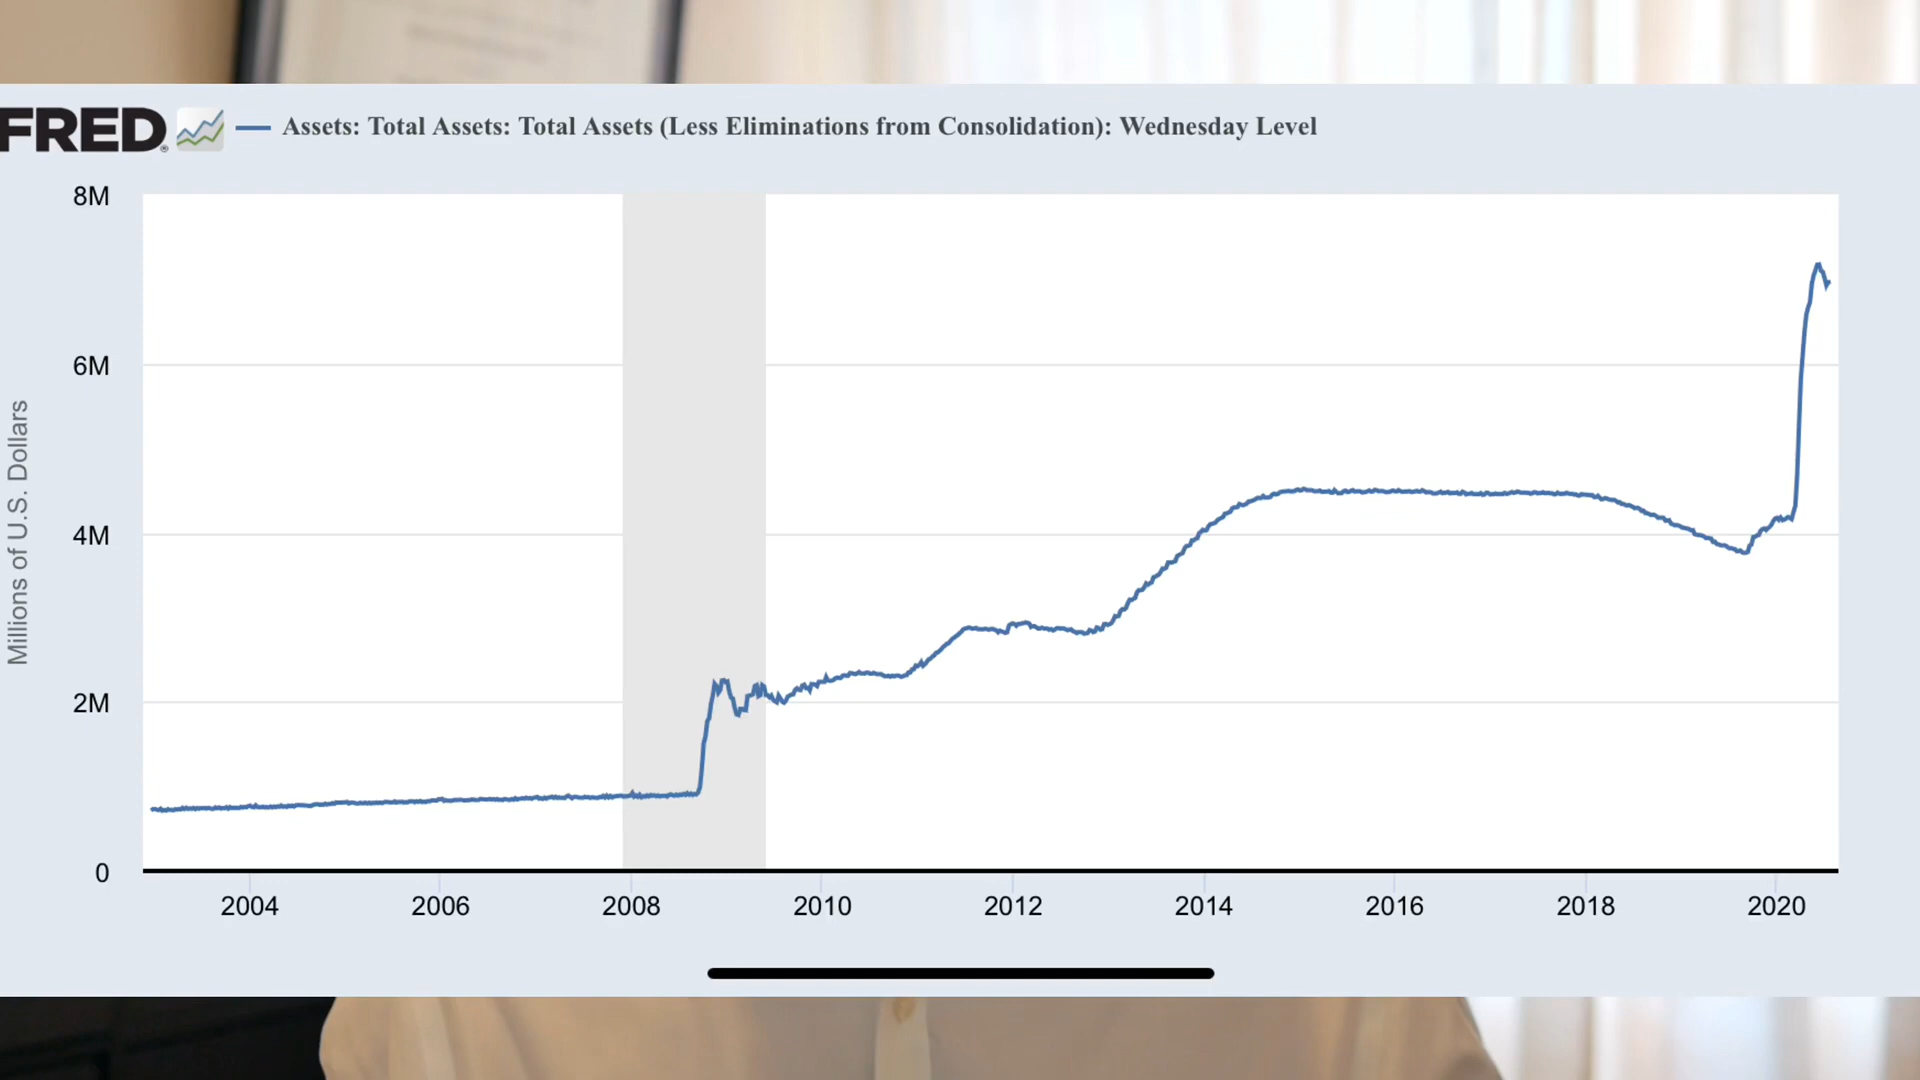 FRED®
Assets: Total Assets: Total Assets (Less Eliminations from Consolidation): Wednesday Level
Millions of U.S. Dollars
8M
6M
4M
2M
0
2004 2006 2008 2010 2012 2014 2016 2018 2020